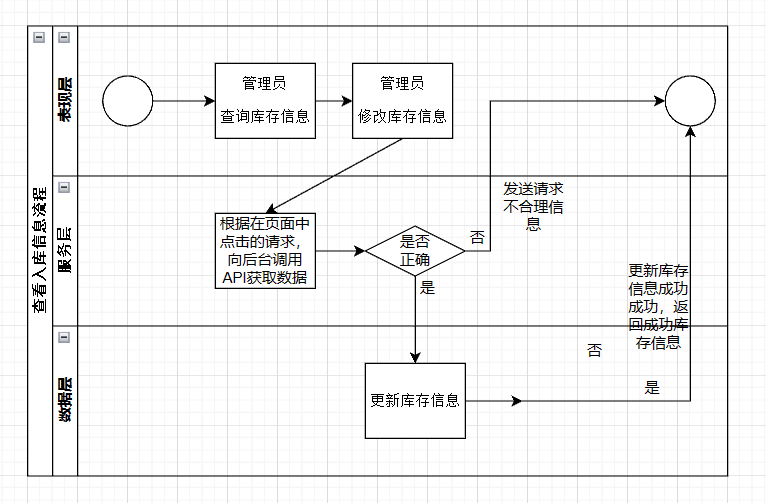 查看入库信息流程
表现层
管理员
查询库存信息
管理员
修改库存信息
服务层
根据在页面中
点击的请求,
向后台调用
API获取数据
是否
正确
否
是
发送请求
不合理信
息
更新库存
信息成功
成功，返
回成功库
存信息
数据层
更新库存信息
否
是